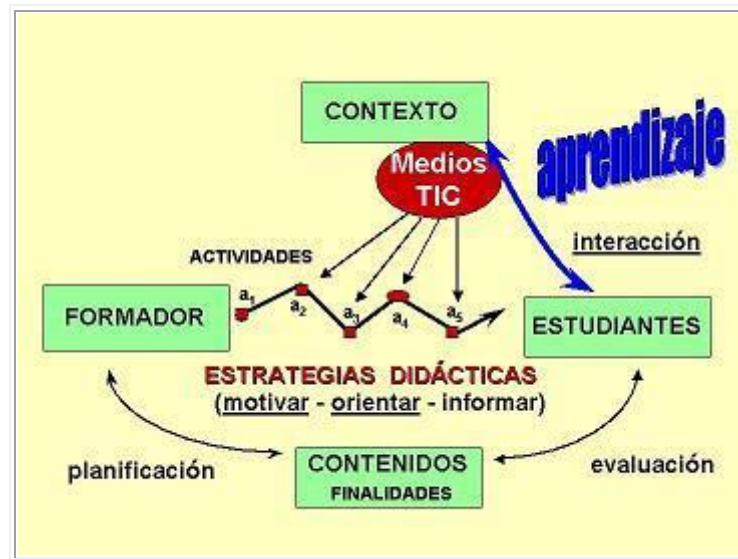 CONTEXTO
aprendizaje
Medios
TIC
interacción
ACTIVIDADES
a1
a2
a3
a4
a5
FORMADOR
ESTUDIANTES
ESTRATEGIAS DIDÁCTICAS
(motivar - orientar - informar)
planificación
CONTENIDOS
FINALIDADES
evaluación